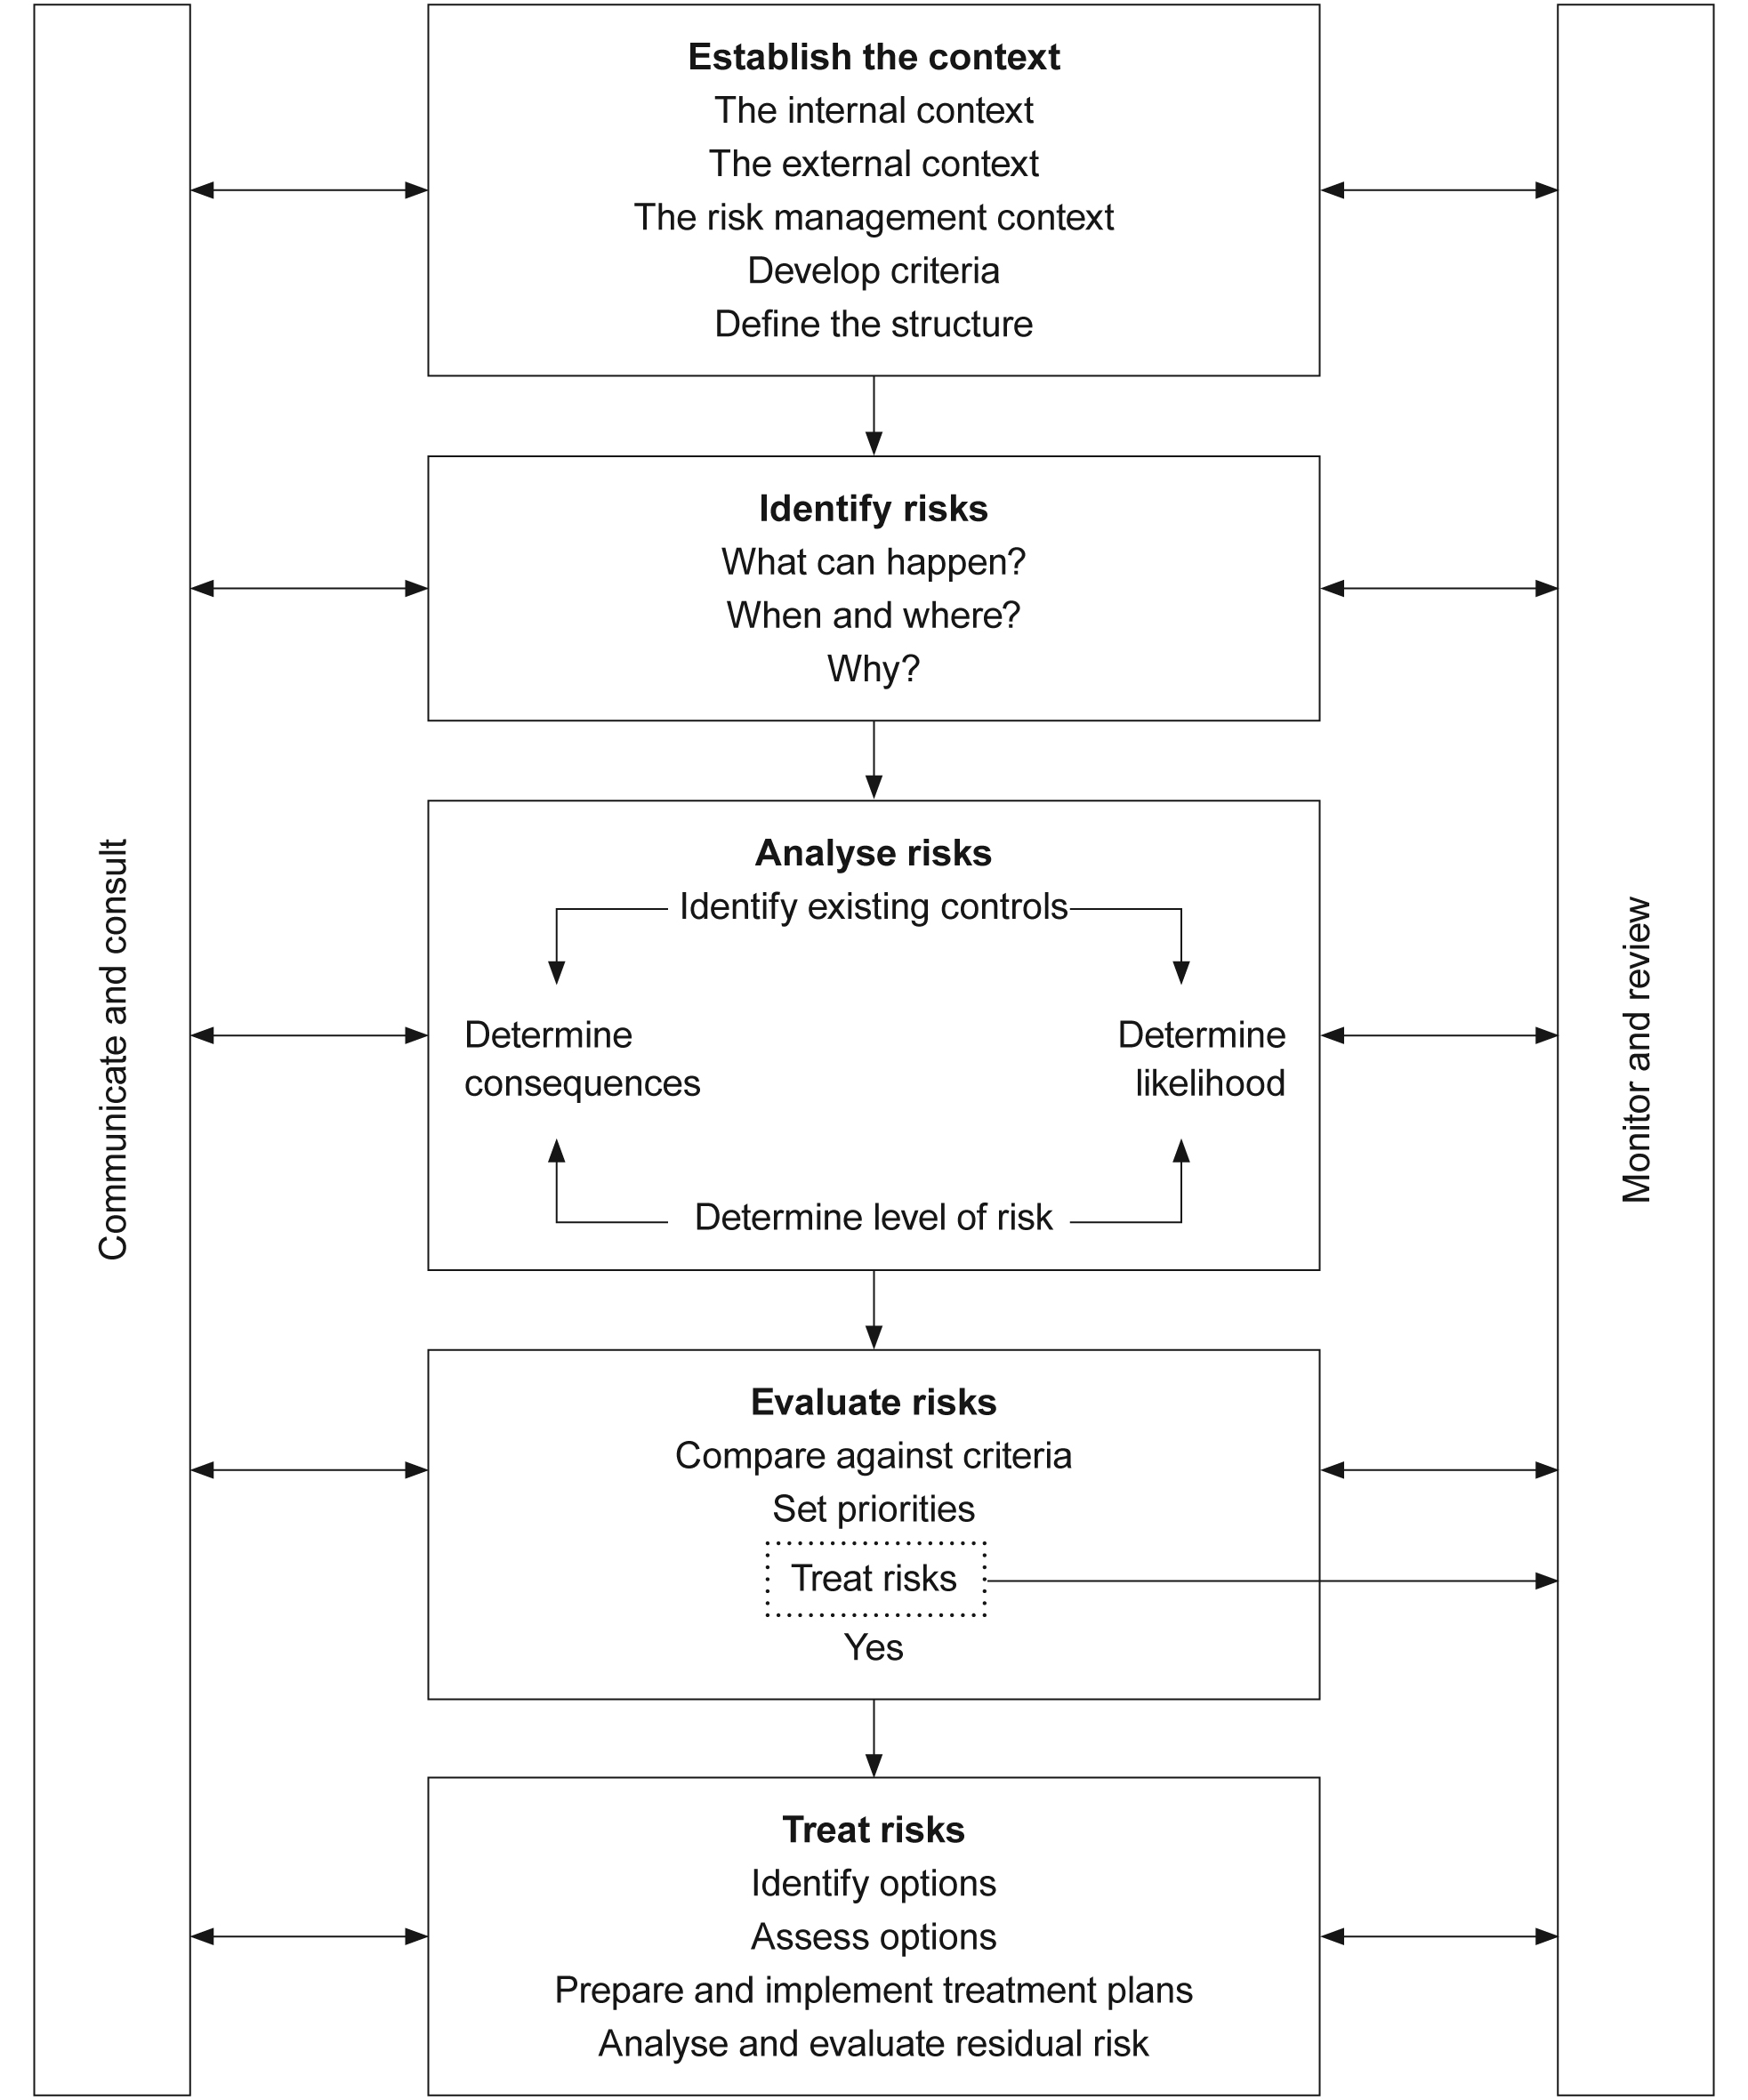 Communicate and consult
Establish the context
The internal context
The external context
The risk management context
Develop criteria
Define the structure
Identify risks
What can happen?
When and where?
Why?
Analyse risks
Identify existing controls
Determine
consequences
Determine
likelihood
Determine level of risk
Evaluate risks
Compare against criteria
Set priorities
Treat risks
Yes
Treat risks
Identify options
Assess options
Prepare and implement treatment plans
Analyse and evaluate residual risk
Monitor and review